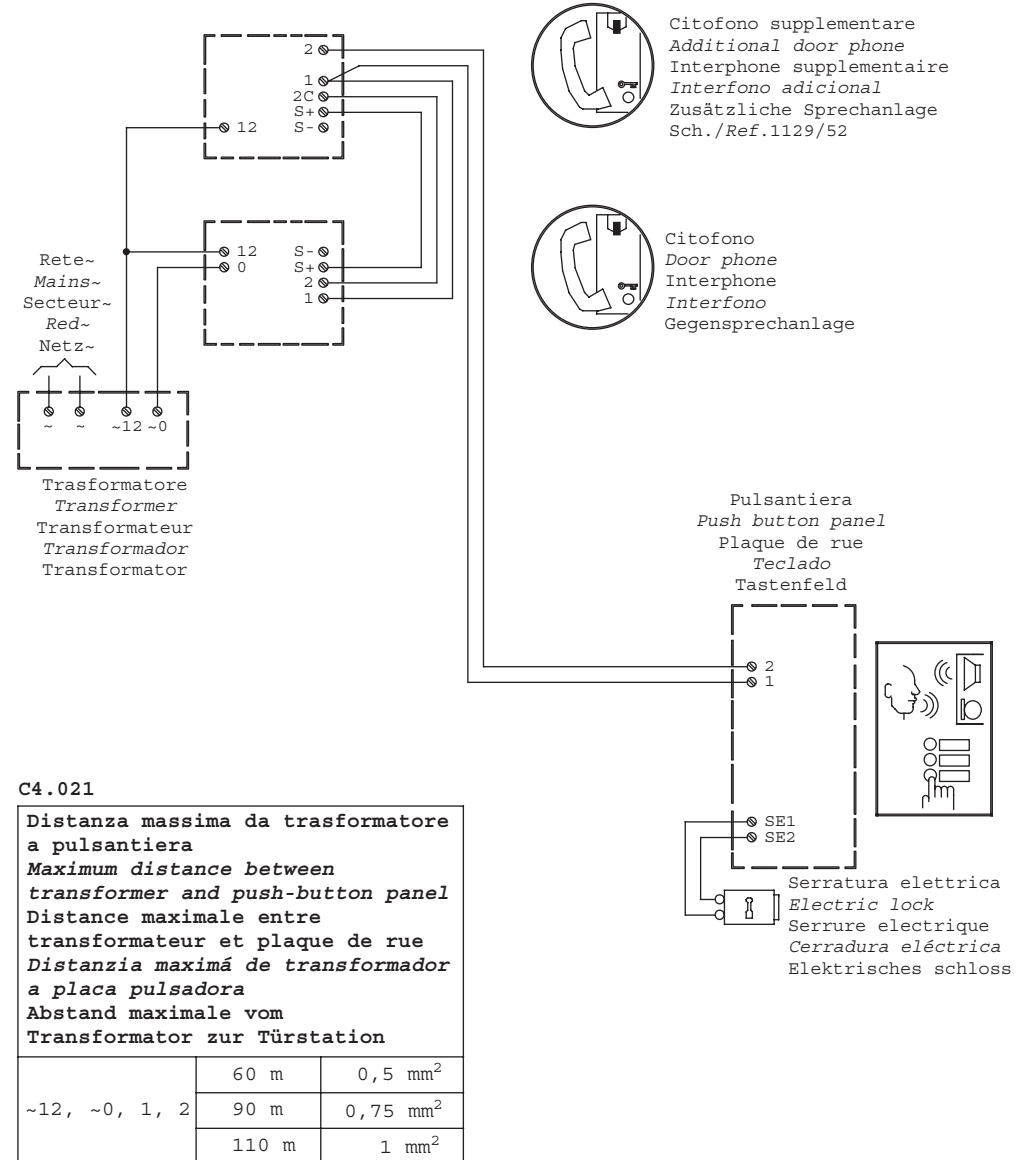 2
1
2C
S+
12 S-
Citofono supplementare
Additional door phone
Interphone supplementaire
Interfono adicional
Zusätzliche Sprechanlage
Sch./Ref.1129/52
12 S-
0 S+
2
1
Citofono
Door phone
Interphone
Interfono
Gegensprechanlage
Rete~
Mains~
Secteur~
Red~
Netz~
~ ~ ~12 ~0
Trasformatore
Transformer
Transformateur
Transformador
Transformator
Pulsantiera
Push button panel
Plaque de rue
Teclado
Tastenfeld
2
1
SE1
SE2
Serratura elettrica
Electric lock
Serrure electrique
Cerradura eléctrica
Elektrisches schloss
C4.021
Distanza massima da trasformatore
a pulsantiera
Maximum distance between
transformer and push-button panel
Distance maximale entre
transformateur et plaque de rue
Distanzia maximá de transformador
a placa pulsadora
Abstand maximale vom
Transformator zur Türstation
60 m 0,5 mm²
~12, ~0, 1, 2 90 m 0,75 mm²
110 m 1 mm²